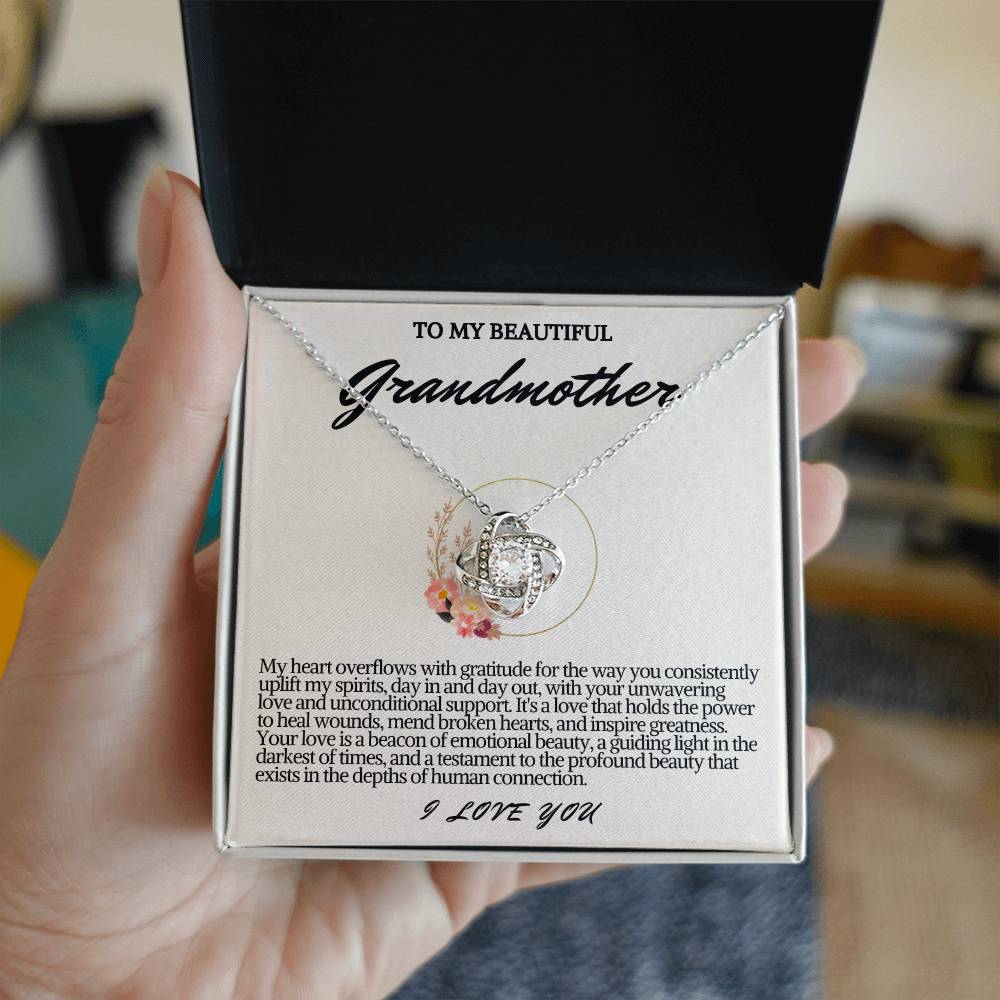 TO MY BEAUTIFUL
Grandmother
My heart overflows with gratitude for the way you consistently
uplift my spirits, day in and day out, with your unwavering
love and unconditional support. It's a love that holds the power
to heal wounds, mend broken hearts, and inspire greatness.
Your love is a beacon of emotional beauty, a guiding light in the
darkest of times, and a testament to the profound beauty that
exists in the depths of human connection.
I LOVE YOU